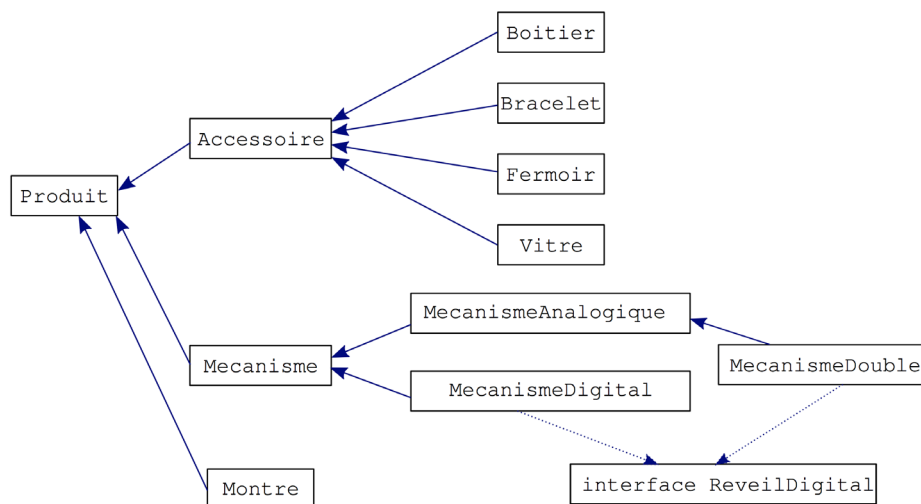 Boitier
Bracelet
Accessoire
Fermoir
Produit
Vitre
MecanismeAnalogique
Mecanisme
MecanismeDouble
MecanismeDigital
Montre
interface ReveilDigital